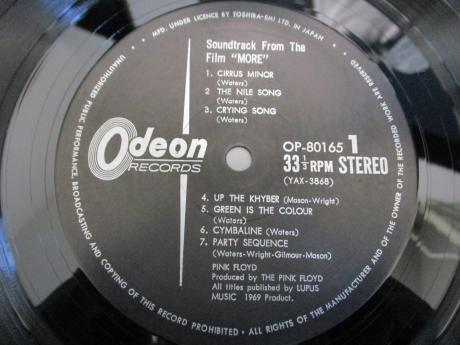 MFD. UNDER LICENCE BY TOSHIBA-EMI LTD. IN JAPAN
ALL RIGHTS OF THE MANUFACTURER AND OF THE OWNER OF THE RECORDED WORK ARE RESERVED
UNAUTHORIZED PUBLIC PERFORMANCE, BROADCASTING AND COPYING OF THIS RECORD PROHIBITED •
Soundtrack From The
Film "MORE"
1. CIRRUS MINOR
(Waters)
2. THE NILE SONG
(Waters)
3. CRYING SONG
(Waters)
Odeon
RECORDS
OP-80165 1
33 1/3 RPM STEREO
(YAX-3868)
4. UP THE KHYBER (Mason-Wright)
5. GREEN IS THE COLOUR
(Waters)
6. CYMBALINE (Waters)
7. PARTY SEQUENCE
(Waters-Wright-Gilmour-Mason)
PINK FLOYD
Produced by THE PINK FLOYD
All titles published by LUPUS
MUSIC 1969 Product.